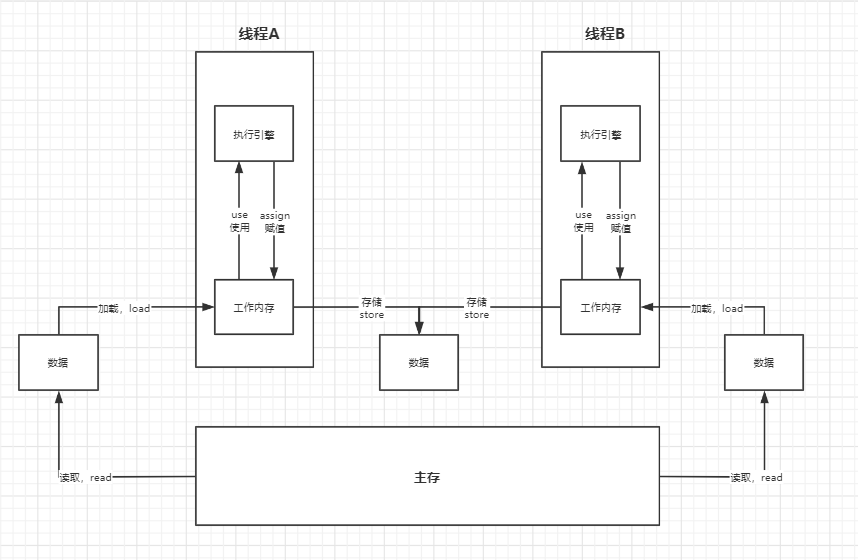 线程A
线程B
执行引擎
执行引擎
use
使用
assign
赋值
use
使用
assign
赋值
加载，load
工作内存
存储
store
存储
store
工作内存
加载，load
数据
数据
数据
读取，read
主存
读取，read